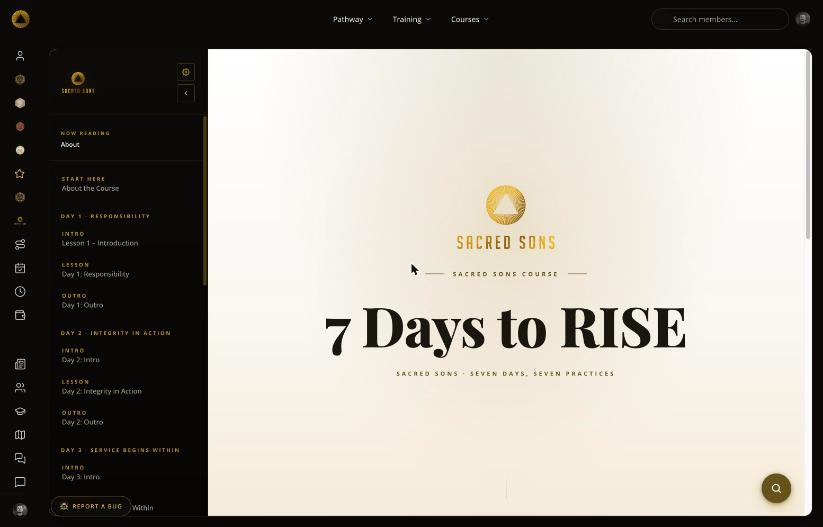 Pathway
Training
Courses
Search members...
SACRED SONS
NOW READING
About
START HERE
About the Course
DAY 1 · RESPONSIBILITY
INTRO
Lesson 1 – Introduction
LESSON
Day 1: Responsibility
OUTRO
Day 1: Outro
DAY 2 · INTEGRITY IN ACTION
INTRO
Day 2: Intro
LESSON
Day 2: Integrity in Action
OUTRO
Day 2: Outro
DAY 3 · SERVICE BEGINS WITHIN
INTRO
Day 3: Intro
REPORT A BUG
Within
SACRED SONS
SACRED SONS COURSE
7 Days to RISE
SACRED SONS · SEVEN DAYS, SEVEN PRACTICES